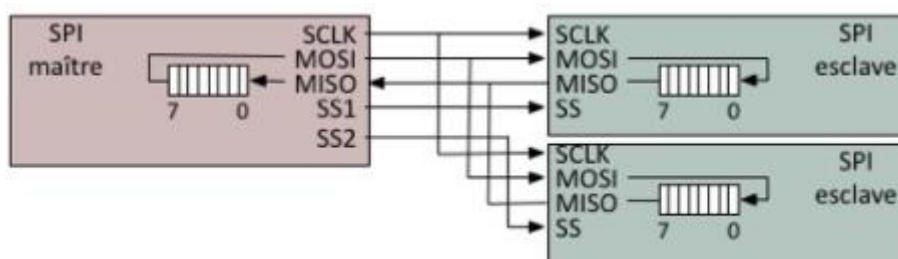 SPI
maître
SCLK
MOSI
MISO
SS1
SS2
7 0
SCLK
MOSI
MISO
SS
SPI
esclave
7 0
SCLK
MOSI
MISO
SS
SPI
esclave
7 0